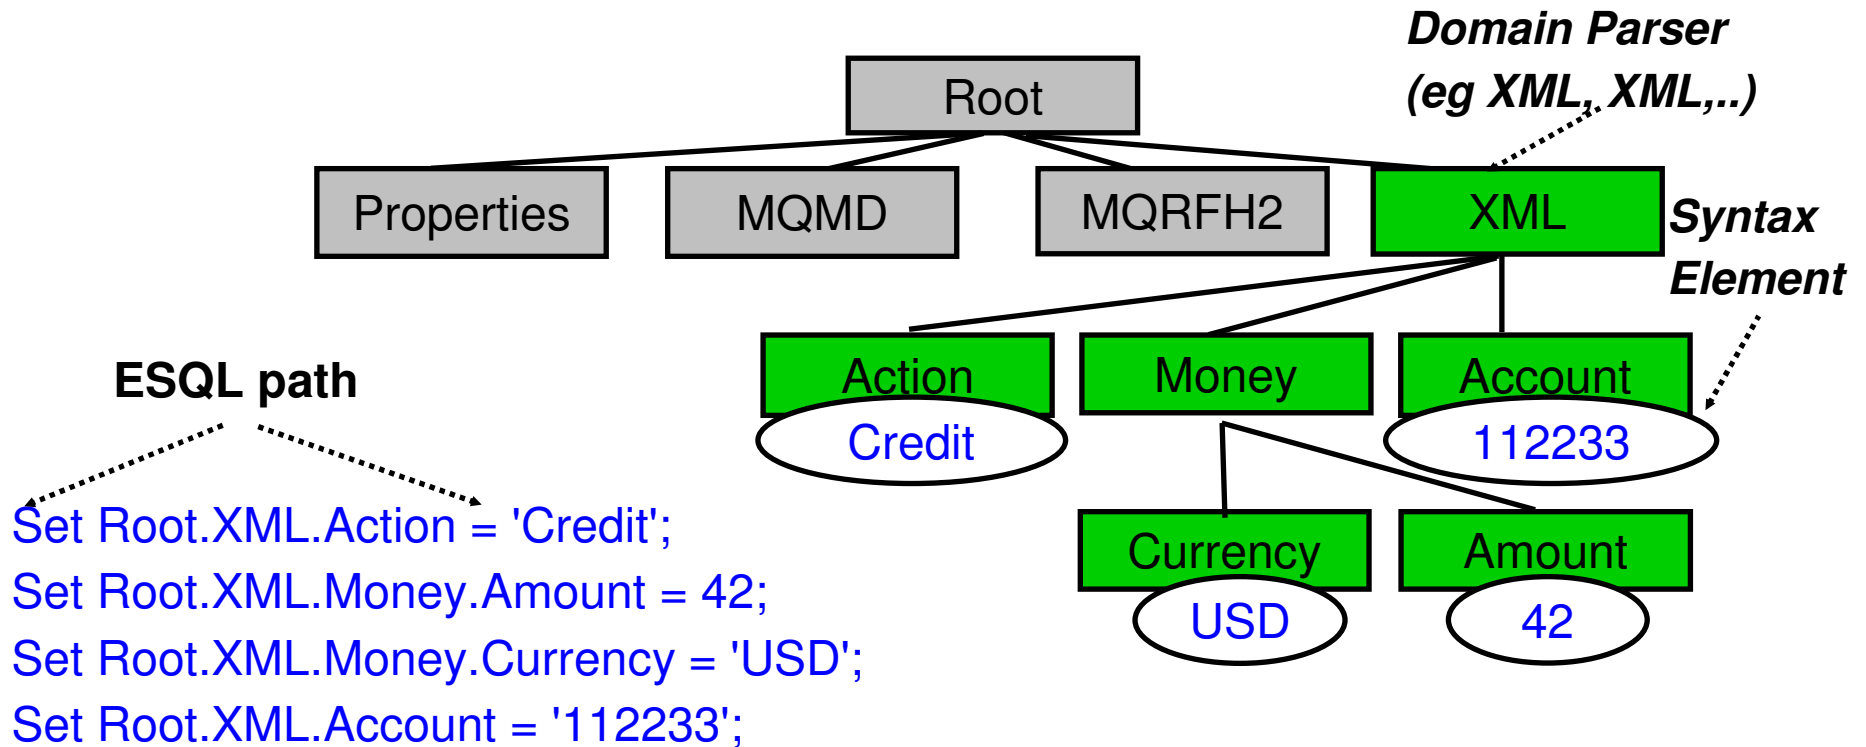 Domain Parser
(eg XML, XML,..)
Root
Properties
MQMD
MQRFH2
XML
Syntax
Element
Action
Money
Account
Credit
112233
Currency
Amount
USD
42
ESQL path
Set Root.XML.Action = 'Credit';
Set Root.XML.Money.Amount = 42;
Set Root.XML.Money.Currency = 'USD';
Set Root.XML.Account = '112233';